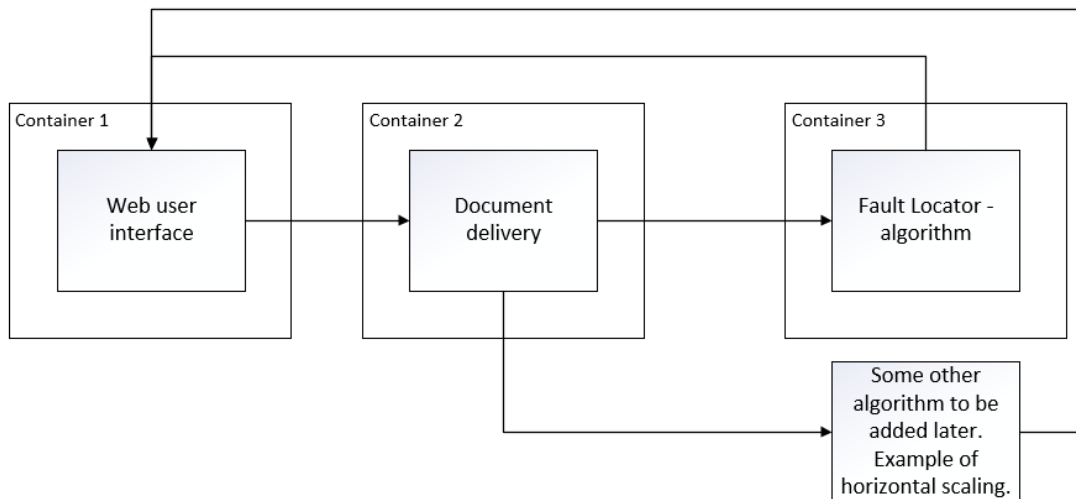 Container 1
Web user
interface
Container 2
Document
delivery
Container 3
Fault Locator -
algorithm
Some other
algorithm to be
added later.
Example of
horizontal scaling.